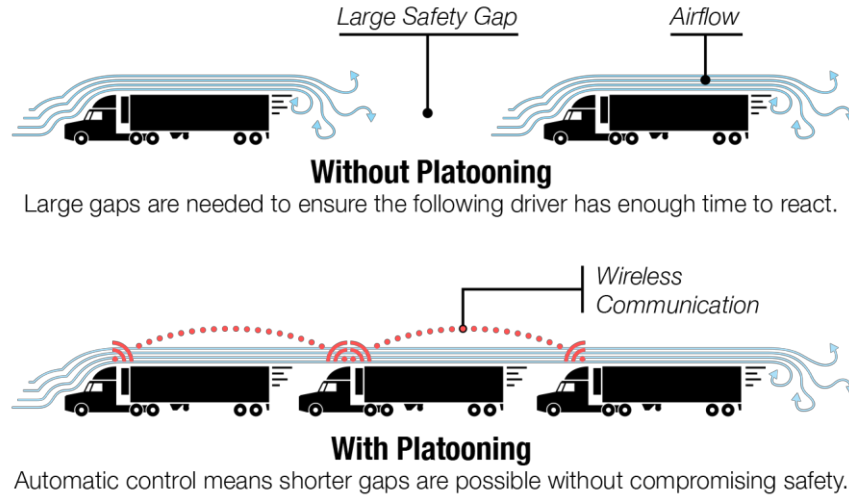 Large Safety Gap
Airflow
Without Platooning
Large gaps are needed to ensure the following driver has enough time to react.
Wireless
Communication
With Platooning
Automatic control means shorter gaps are possible without compromising safety.